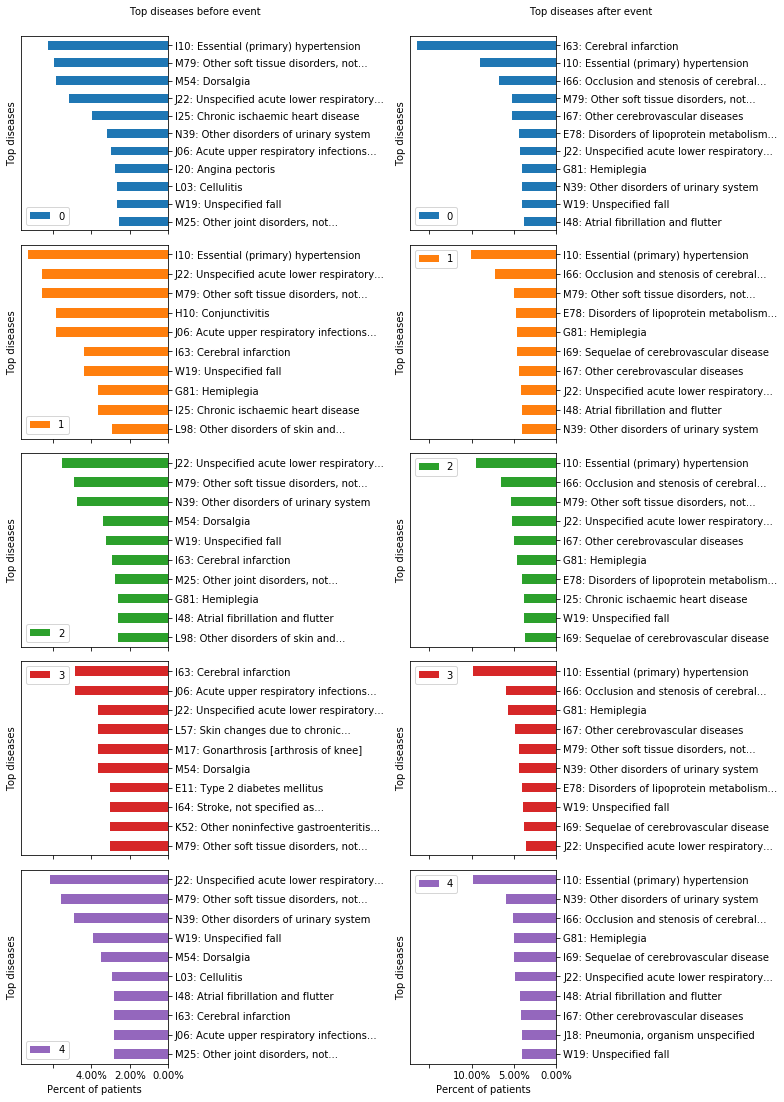 Top diseases before event
Top diseases
I10: Essential (primary) hypertension
M79: Other soft tissue disorders, not...
M54: Dorsalgia
J22: Unspecified acute lower respiratory...
I25: Chronic ischaemic heart disease
N39: Other disorders of urinary system
J06: Acute upper respiratory infections...
I20: Angina pectoris
L03: Cellulitis
W19: Unspecified fall
M25: Other joint disorders, not...
0
Top diseases
I10: Essential (primary) hypertension
J22: Unspecified acute lower respiratory...
M79: Other soft tissue disorders, not...
H10: Conjunctivitis
J06: Acute upper respiratory infections...
I63: Cerebral infarction
W19: Unspecified fall
G81: Hemiplegia
I25: Chronic ischaemic heart disease
L98: Other disorders of skin and...
1
Top diseases
J22: Unspecified acute lower respiratory...
M79: Other soft tissue disorders, not...
N39: Other disorders of urinary system
M54: Dorsalgia
W19: Unspecified fall
I63: Cerebral infarction
M25: Other joint disorders, not...
G81: Hemiplegia
I48: Atrial fibrillation and flutter
L98: Other disorders of skin and...
2
Top diseases
3
I63: Cerebral infarction
J06: Acute upper respiratory infections...
J22: Unspecified acute lower respiratory...
L57: Skin changes due to chronic...
M17: Gonarthrosis [arthrosis of knee]
M54: Dorsalgia
E11: Type 2 diabetes mellitus
I64: Stroke, not specified as...
K52: Other noninfective gastroenteritis...
M79: Other soft tissue disorders, not...
Top diseases
J22: Unspecified acute lower respiratory...
M79: Other soft tissue disorders, not...
N39: Other disorders of urinary system
W19: Unspecified fall
M54: Dorsalgia
L03: Cellulitis
I48: Atrial fibrillation and flutter
I63: Cerebral infarction
J06: Acute upper respiratory infections...
M25: Other joint disorders, not...
4
4.00% 2.00% 0.00%
Percent of patients
Top diseases after event
Top diseases
I63: Cerebral infarction
I10: Essential (primary) hypertension
I66: Occlusion and stenosis of cerebral...
M79: Other soft tissue disorders, not...
I67: Other cerebrovascular diseases
E78: Disorders of lipoprotein metabolism...
J22: Unspecified acute lower respiratory...
G81: Hemiplegia
N39: Other disorders of urinary system
W19: Unspecified fall
I48: Atrial fibrillation and flutter
0
Top diseases
1
I10: Essential (primary) hypertension
I66: Occlusion and stenosis of cerebral...
M79: Other soft tissue disorders, not...
E78: Disorders of lipoprotein metabolism...
G81: Hemiplegia
I69: Sequelae of cerebrovascular disease
I67: Other cerebrovascular diseases
J22: Unspecified acute lower respiratory...
I48: Atrial fibrillation and flutter
N39: Other disorders of urinary system
Top diseases
2
I10: Essential (primary) hypertension
I66: Occlusion and stenosis of cerebral...
M79: Other soft tissue disorders, not...
J22: Unspecified acute lower respiratory...
I67: Other cerebrovascular diseases
G81: Hemiplegia
E78: Disorders of lipoprotein metabolism...
I25: Chronic ischaemic heart disease
W19: Unspecified fall
I69: Sequelae of cerebrovascular disease
Top diseases
3
I10: Essential (primary) hypertension
I66: Occlusion and stenosis of cerebral...
G81: Hemiplegia
I67: Other cerebrovascular diseases
M79: Other soft tissue disorders, not...
N39: Other disorders of urinary system
E78: Disorders of lipoprotein metabolism...
W19: Unspecified fall
I69: Sequelae of cerebrovascular disease
J22: Unspecified acute lower respiratory...
Top diseases
4
I10: Essential (primary) hypertension
N39: Other disorders of urinary system
I66: Occlusion and stenosis of cerebral...
G81: Hemiplegia
I69: Sequelae of cerebrovascular disease
J22: Unspecified acute lower respiratory...
I48: Atrial fibrillation and flutter
I67: Other cerebrovascular diseases
J18: Pneumonia, organism unspecified
W19: Unspecified fall
10.00% 5.00% 0.00%
Percent of patients